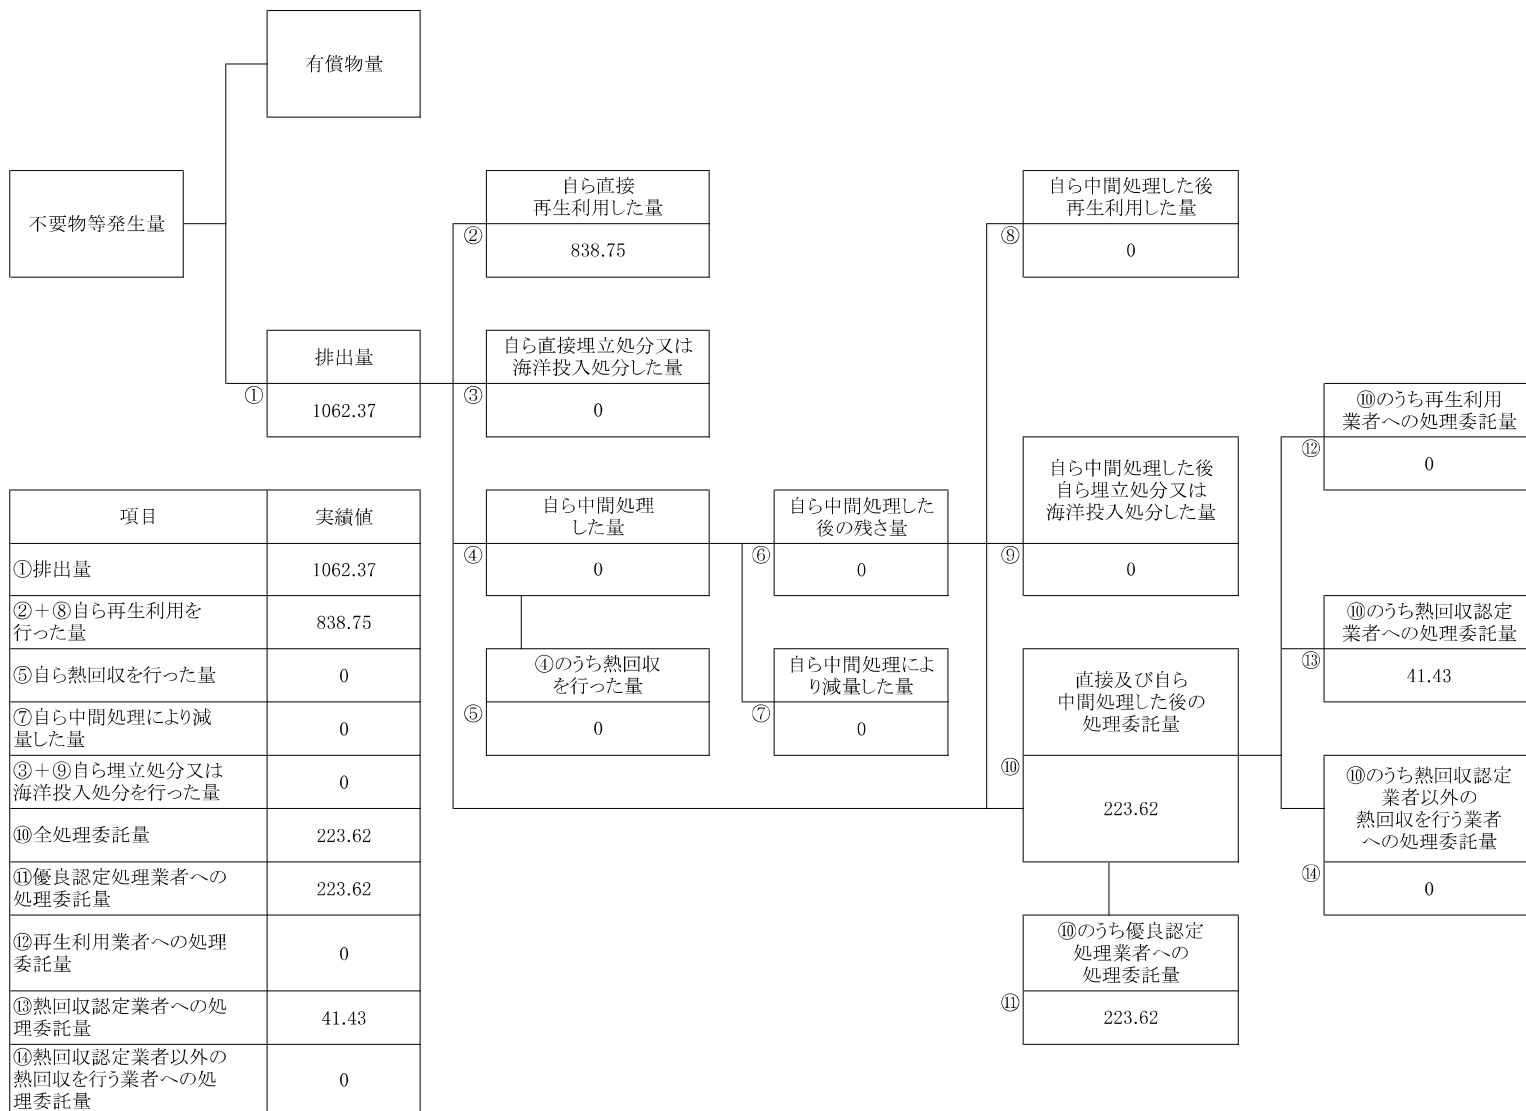 有償物量
不要物等発生量
排出量
①
1062.37
自ら直接
再生利用した量
②
838.75
自ら直接埋立処分又は
海洋投入処分した量
③
0
自ら中間処理
した量
④
0
④のうち熱回収
を行った量
⑤
0
自ら中間処理した
後の残さ量
⑥
0
自ら中間処理によ
り減量した量
⑦
0
自ら中間処理した後
再生利用した量
⑧
0
自ら中間処理した後
自ら埋立処分又は
海洋投入処分した量
⑨
0
直接及び自ら
中間処理した後の
処理委託量
⑩
223.62
⑩のうち優良認定
処理業者への
処理委託量
⑪
223.62
⑩のうち再生利用
業者への処理委託量
⑫
0
⑩のうち熱回収認定
業者への処理委託量
⑬
41.43
⑩のうち熱回収認定
業者以外の
熱回収を行う業者
への処理委託量
⑭
0
項目 実績値
①排出量 1062.37
②+⑧自ら再生利用を
行った量 838.75
⑤自ら熱回収を行った量 0
⑦自ら中間処理により減
量した量 0
③+⑨自ら埋立処分又は
海洋投入処分を行った量 0
⑩全処理委託量 223.62
⑪優良認定処理業者への
処理委託量 223.62
⑫再生利用業者への処理
委託量 0
⑬熱回収認定業者への処
理委託量 41.43
⑭熱回収認定業者以外の
熱回収を行う業者への処 0
理委託量